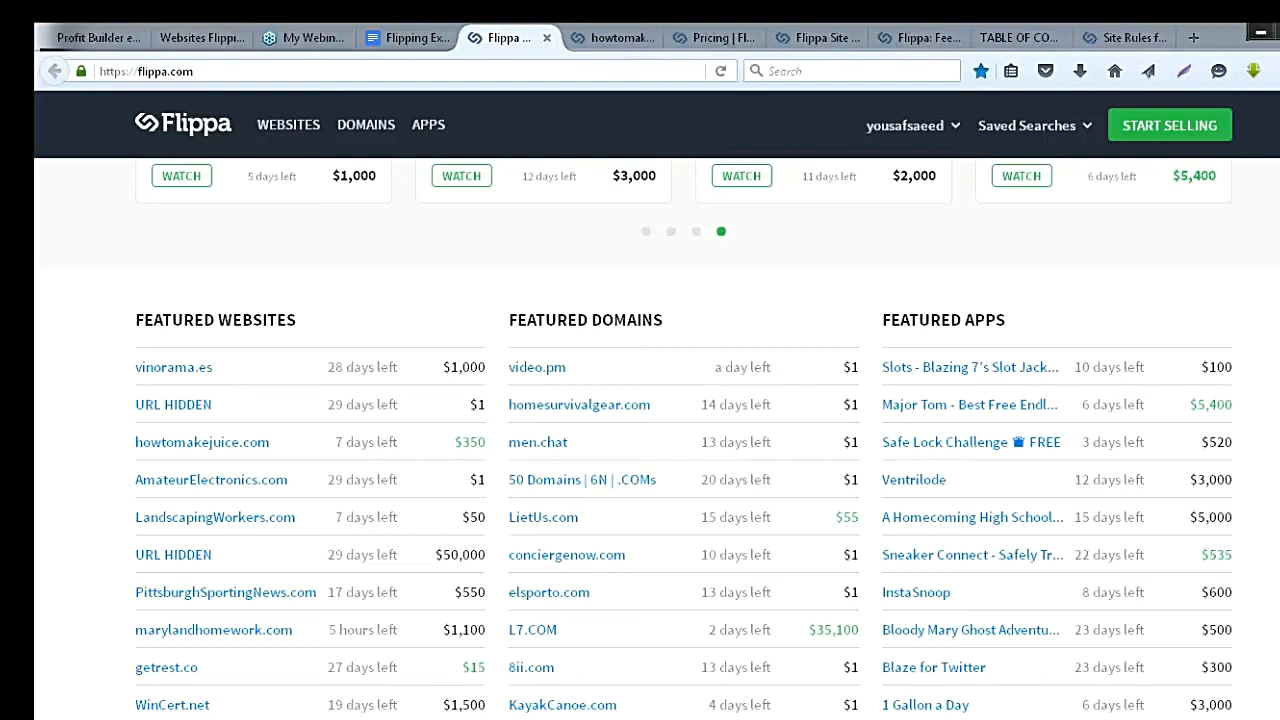 Profit Builder e... Websites Flippi... My Webin... Flipping Ex... Flippa ... howtomak... Pricing | Fl... Flippa Site ... Flippa: Fee... TABLE OF CO... Site Rules f...
https://flippa.com Search
Flippa WEBSITES DOMAINS APPS yousafsaeed Saved Searches START SELLING
WATCH 5 days left $1,000 WATCH 12 days left $3,000 WATCH 11 days left $2,000 WATCH 6 days left $5,400
FEATURED WEBSITES
vinorama.es 28 days left $1,000
URL HIDDEN 29 days left $1
howtomakejuice.com 7 days left $350
AmateurElectronics.com 29 days left $1
LandscapingWorkers.com 7 days left $50
URL HIDDEN 29 days left $50,000
PittsburghSportingNews.com 17 days left $550
marylandhomework.com 5 hours left $1,100
getrest.co 27 days left $15
WinCert.net 19 days left $1,500
FEATURED DOMAINS
video.pm a day left $1
homesurvivalgear.com 14 days left $1
men.chat 13 days left $1
50 Domains | 6N | .COMs 20 days left $1
LietUs.com 15 days left $55
conciergenow.com 10 days left $1
elsporto.com 13 days left $1
L7.COM 2 days left $35,100
8ii.com 13 days left $1
KayakCanoe.com 4 days left $1
FEATURED APPS
Slots - Blazing 7's Slot Jack... 10 days left $100
Major Tom - Best Free Endl... 6 days left $5,400
Safe Lock Challenge ♛ FREE 3 days left $520
Ventrilode 12 days left $3,000
A Homecoming High School... 15 days left $5,000
Sneaker Connect - Safely Tr... 22 days left $535
InstaSnoop 8 days left $600
Bloody Mary Ghost Adventu... 23 days left $500
Blaze for Twitter 23 days left $300
1 Gallon a Day 6 days left $3,000